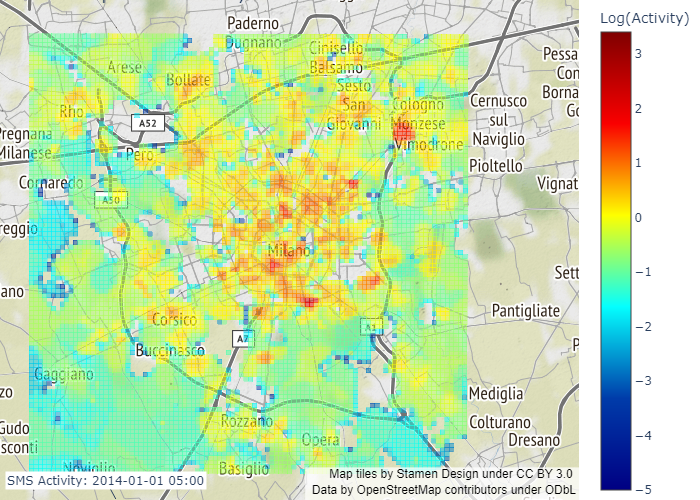 Log(Activity)
3
2
1
0
−1
−2
−3
−4
−5
Paderno
Dugnano
Cinisello
Balsamo
Arese
Bollate
Sesto
San
Giovanni
Rho
A52
Cologno
Monzese
Vimodrone
Cernusco
sul
Naviglio
Pessa
Con
Borna
Go
Pregnana
Milanese
Pero
Pioltello
Cornaredo
A50
Vignat
reggio
Milano
Sett
ano
Pantigliate
Corsico
A7
A1
Buccinasco
P
Gaggiano
zo
Mediglia
Rozzano
Colturano
Dresano
Gudo
sconti
Opera
Noviglio
Basiglio
SMS Activity: 2014-01-01 05:00
Map tiles by Stamen Design under CC BY 3.0
Data by OpenStreetMap contributors under ODbL